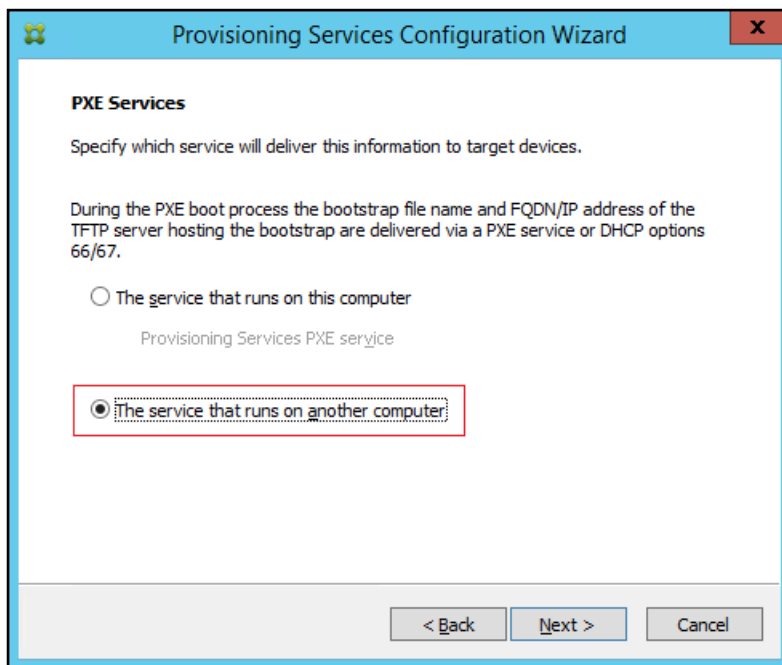 Provisioning Services Configuration Wizard
x
PXE Services
Specify which service will deliver this information to target devices.
During the PXE boot process the bootstrap file name and FQDN/IP address of the
TFTP server hosting the bootstrap are delivered via a PXE service or DHCP options
66/67.
The service that runs on this computer
Provisioning Services PXE service
The service that runs on another computer
< Back
Next >
Cancel